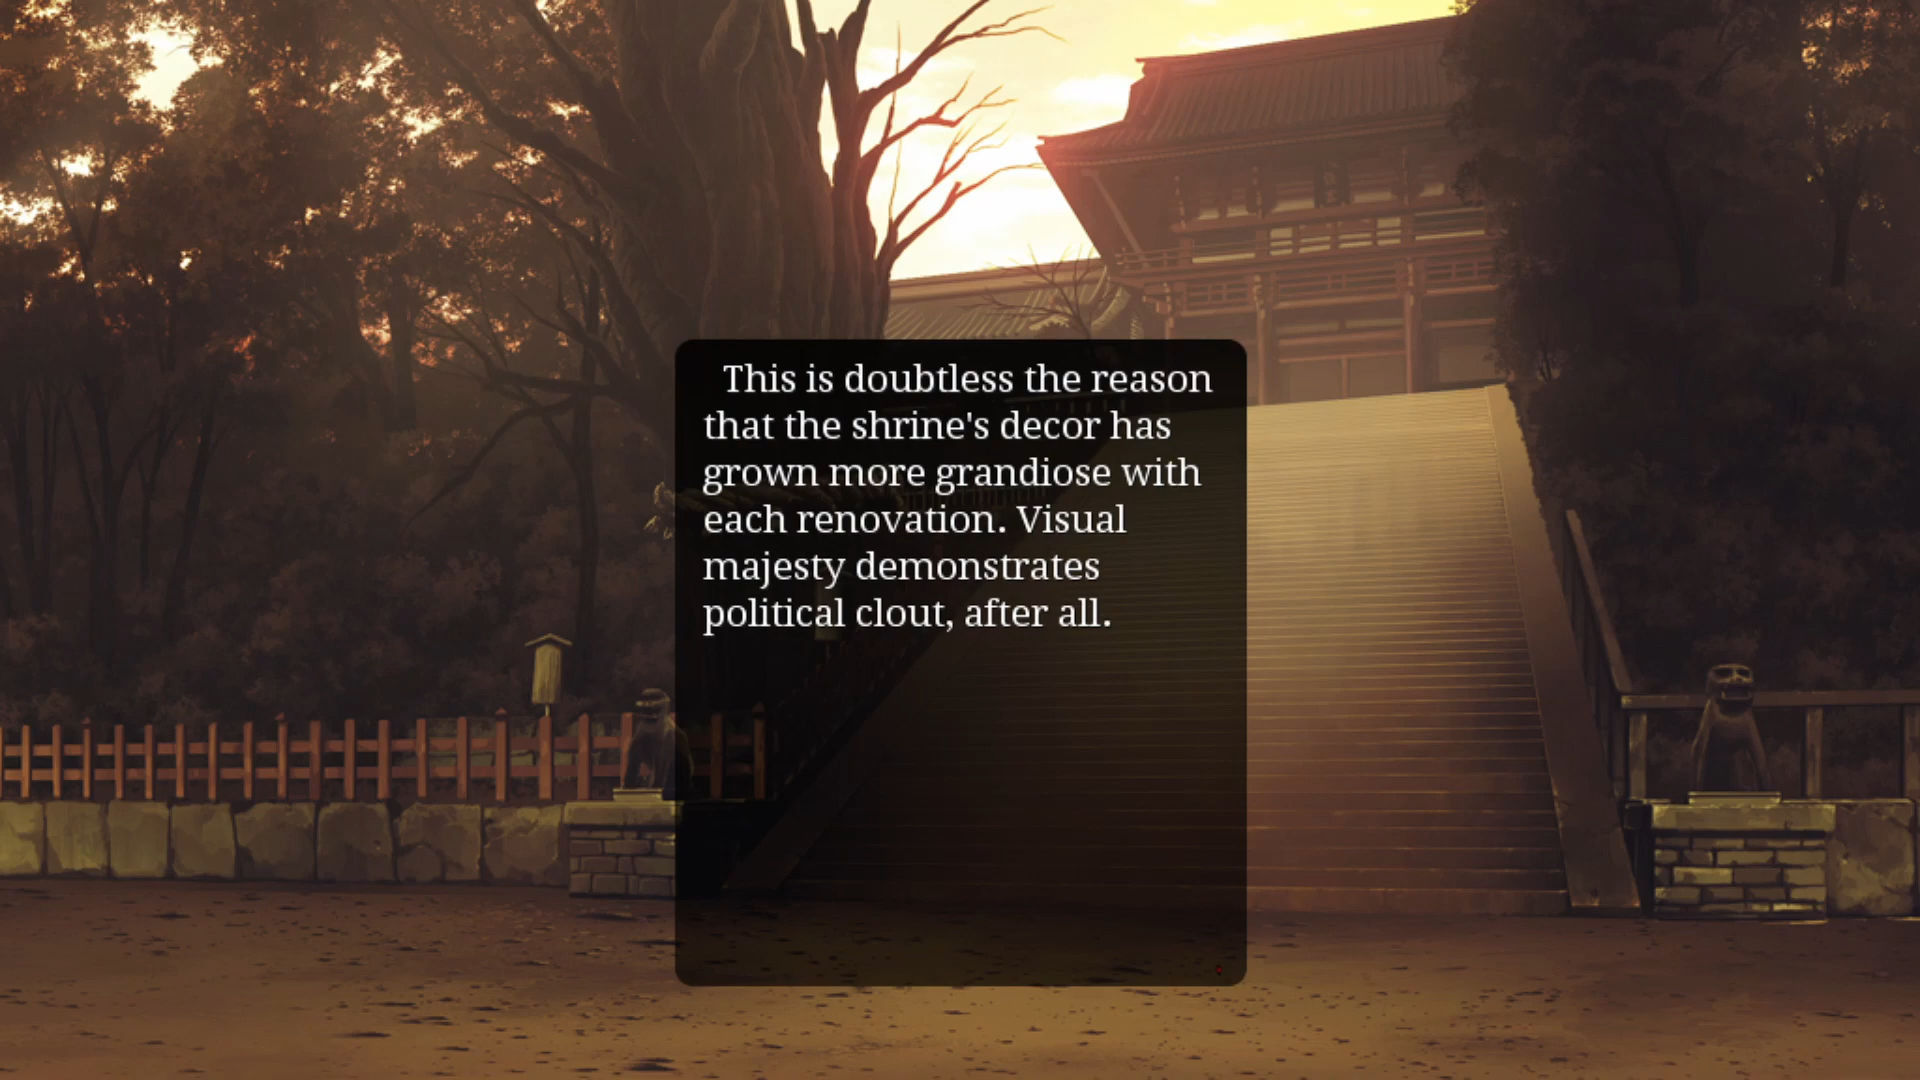 This is doubtless the reason
that the shrine's decor has
grown more grandiose with
each renovation. Visual
majesty demonstrates
political clout, after all.